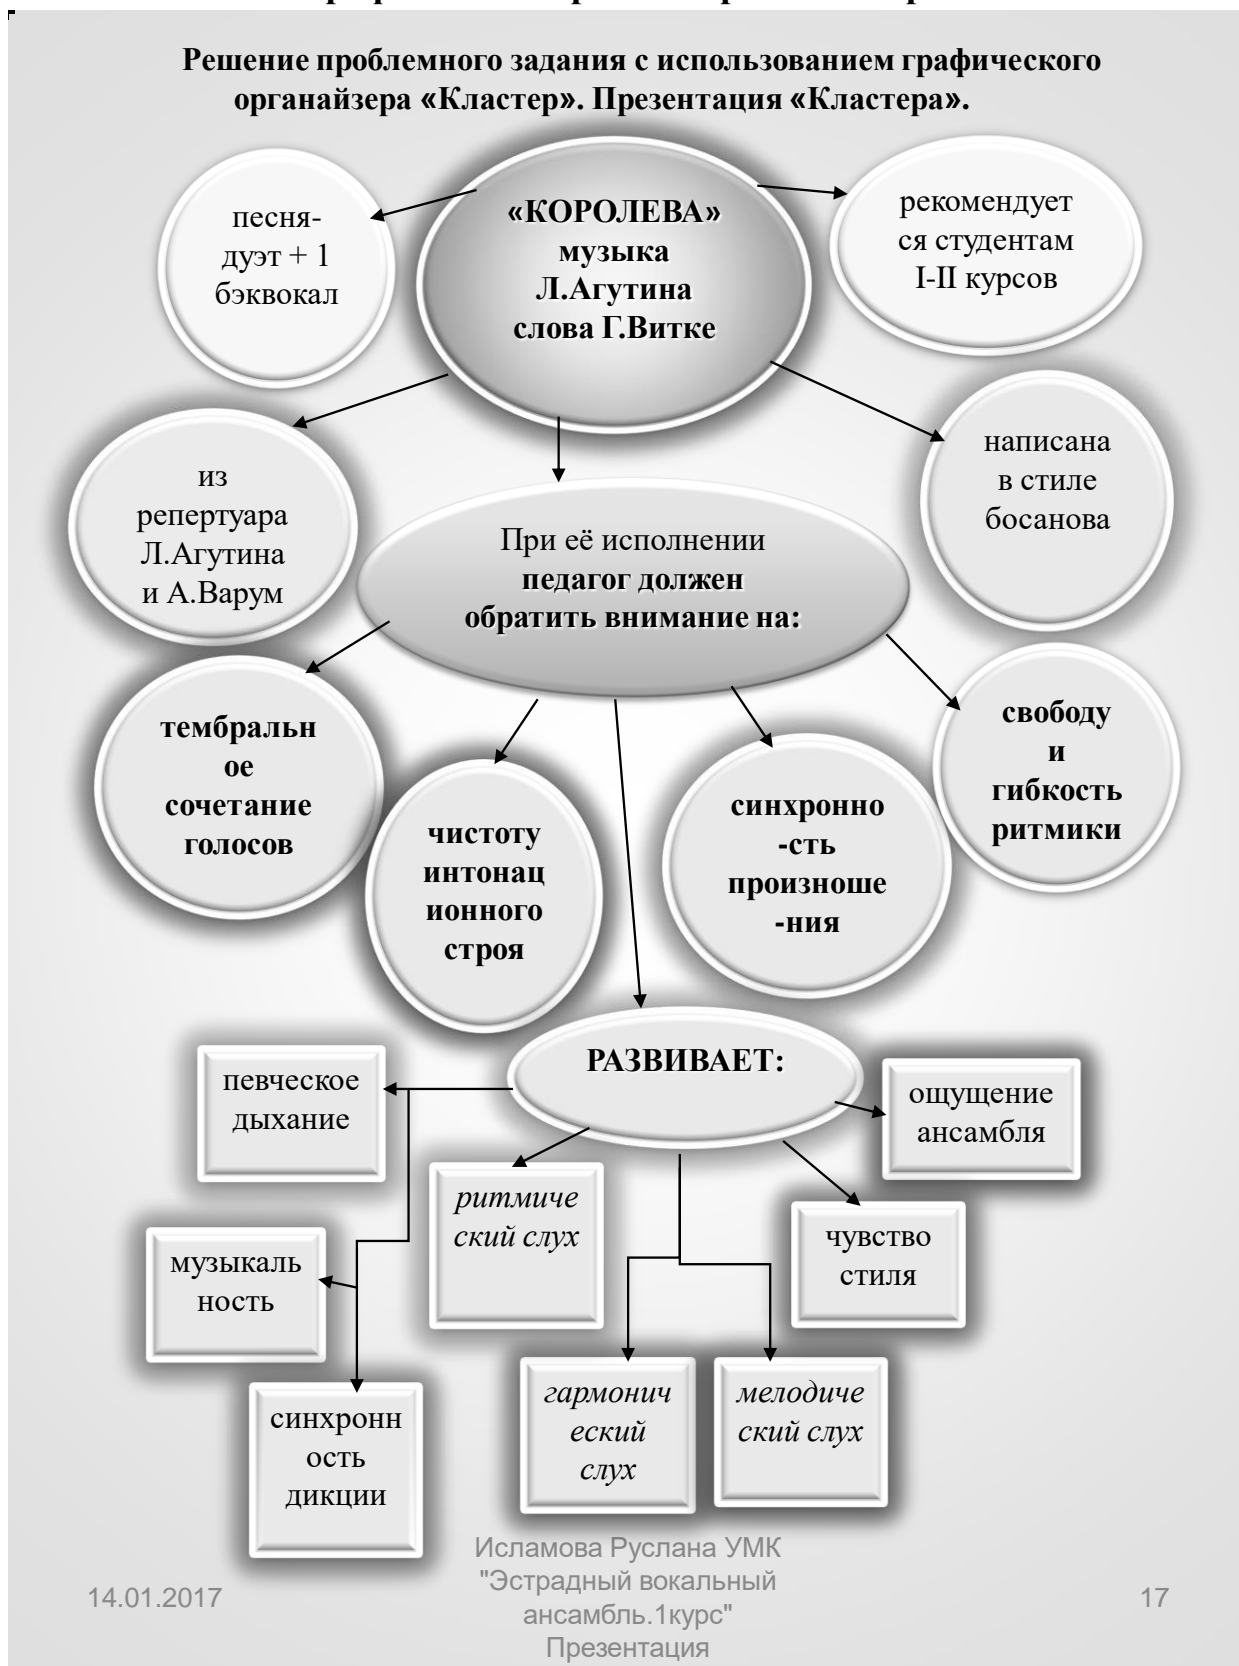 Решение проблемного задания с использованием графического
органайзера «Кластер». Презентация «Кластера».
песня-
дуэт + 1
бэквокал
«КОРОЛЕВА»
музыка
Л.Агутина
слова Г.Витке
рекомендует
ся студентам
I-II курсов
из
репертуара
Л.Агутина
и А.Варум
При её исполнении
педагог должен
обратить внимание на:
написана
в стиле
босанова
тембральн
ое
сочетание
голосов
чистоту
интонац
ионного
строя
синхронно
-сть
произноше
-ния
свободу
и
гибкость
ритмики
РАЗВИВАЕТ:
певческое
дыхание
ощущение
ансамбля
ритмиче
ский слух
чувство
стиля
музыкаль
ность
гармонич
еский
слух
мелодиче
ский слух
синхронн
ость
дикции
14.01.2017
Исламова Руслана УМК
"Эстрадный вокальный
ансамбль.1курс"
Презентация
17